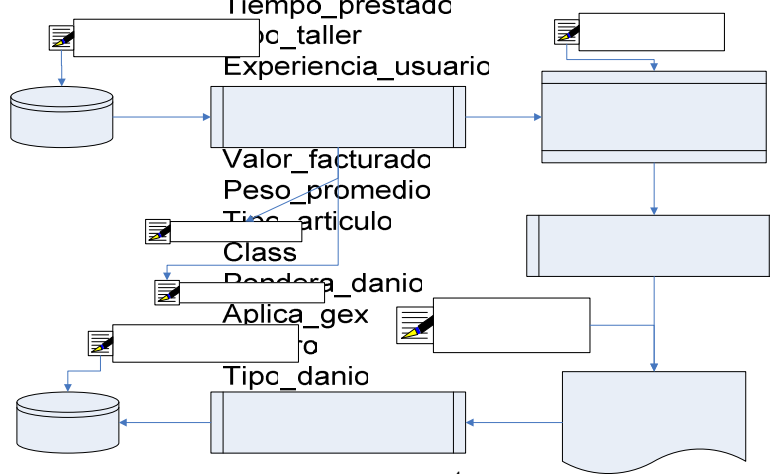 Tiempo_prestado
Experiencia_usuario
Valor_facturado
Peso_promedio
Tipo_articulo
Class
Pondera_danio
Aplica_gex
Tipo_danio